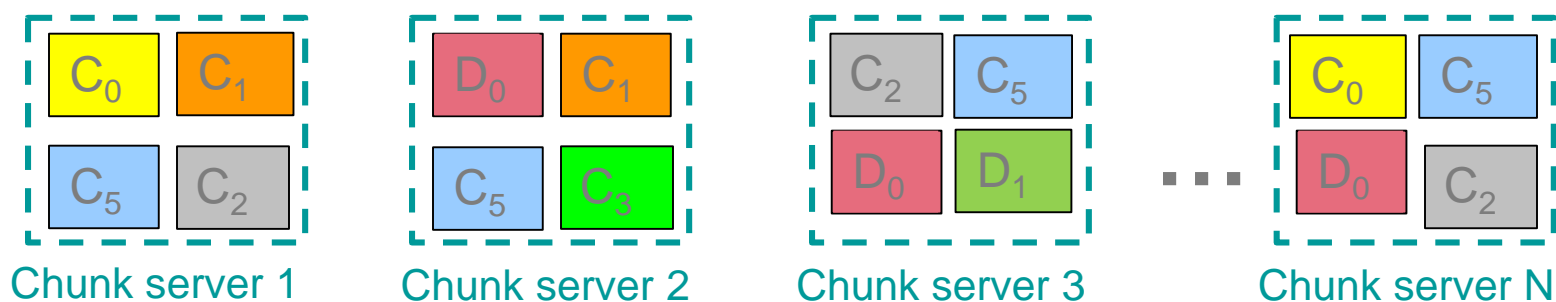 C₀ C₁ D₀ C₁ C₂ C₅ C₀ C₅
C₅ C₂ C₅ C₃ D₀ D₁ ... D₀ C₂
Chunk server 1 Chunk server 2 Chunk server 3 Chunk server N